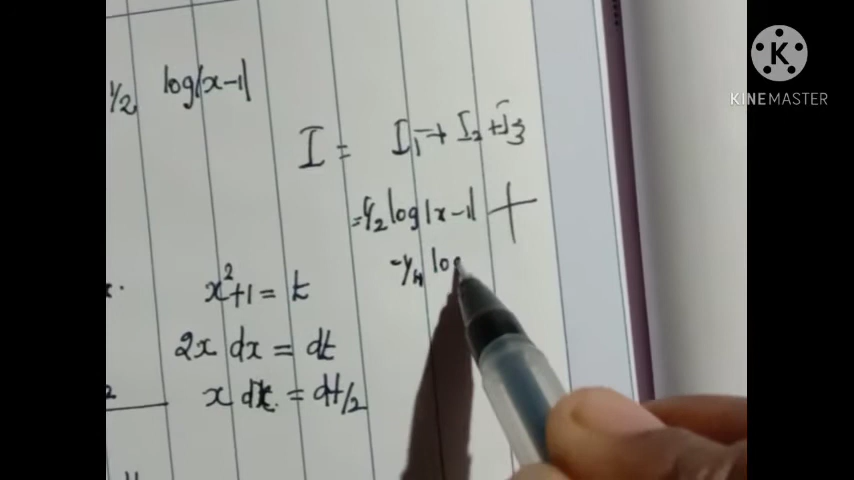 1/2 log|x-1|
I = I1 + I2 + I3
= 1/2 log|x-1| +
-1/4 log
x²+1 = t
2x dx = dt
x dx = dt/2
K
KINEMASTER